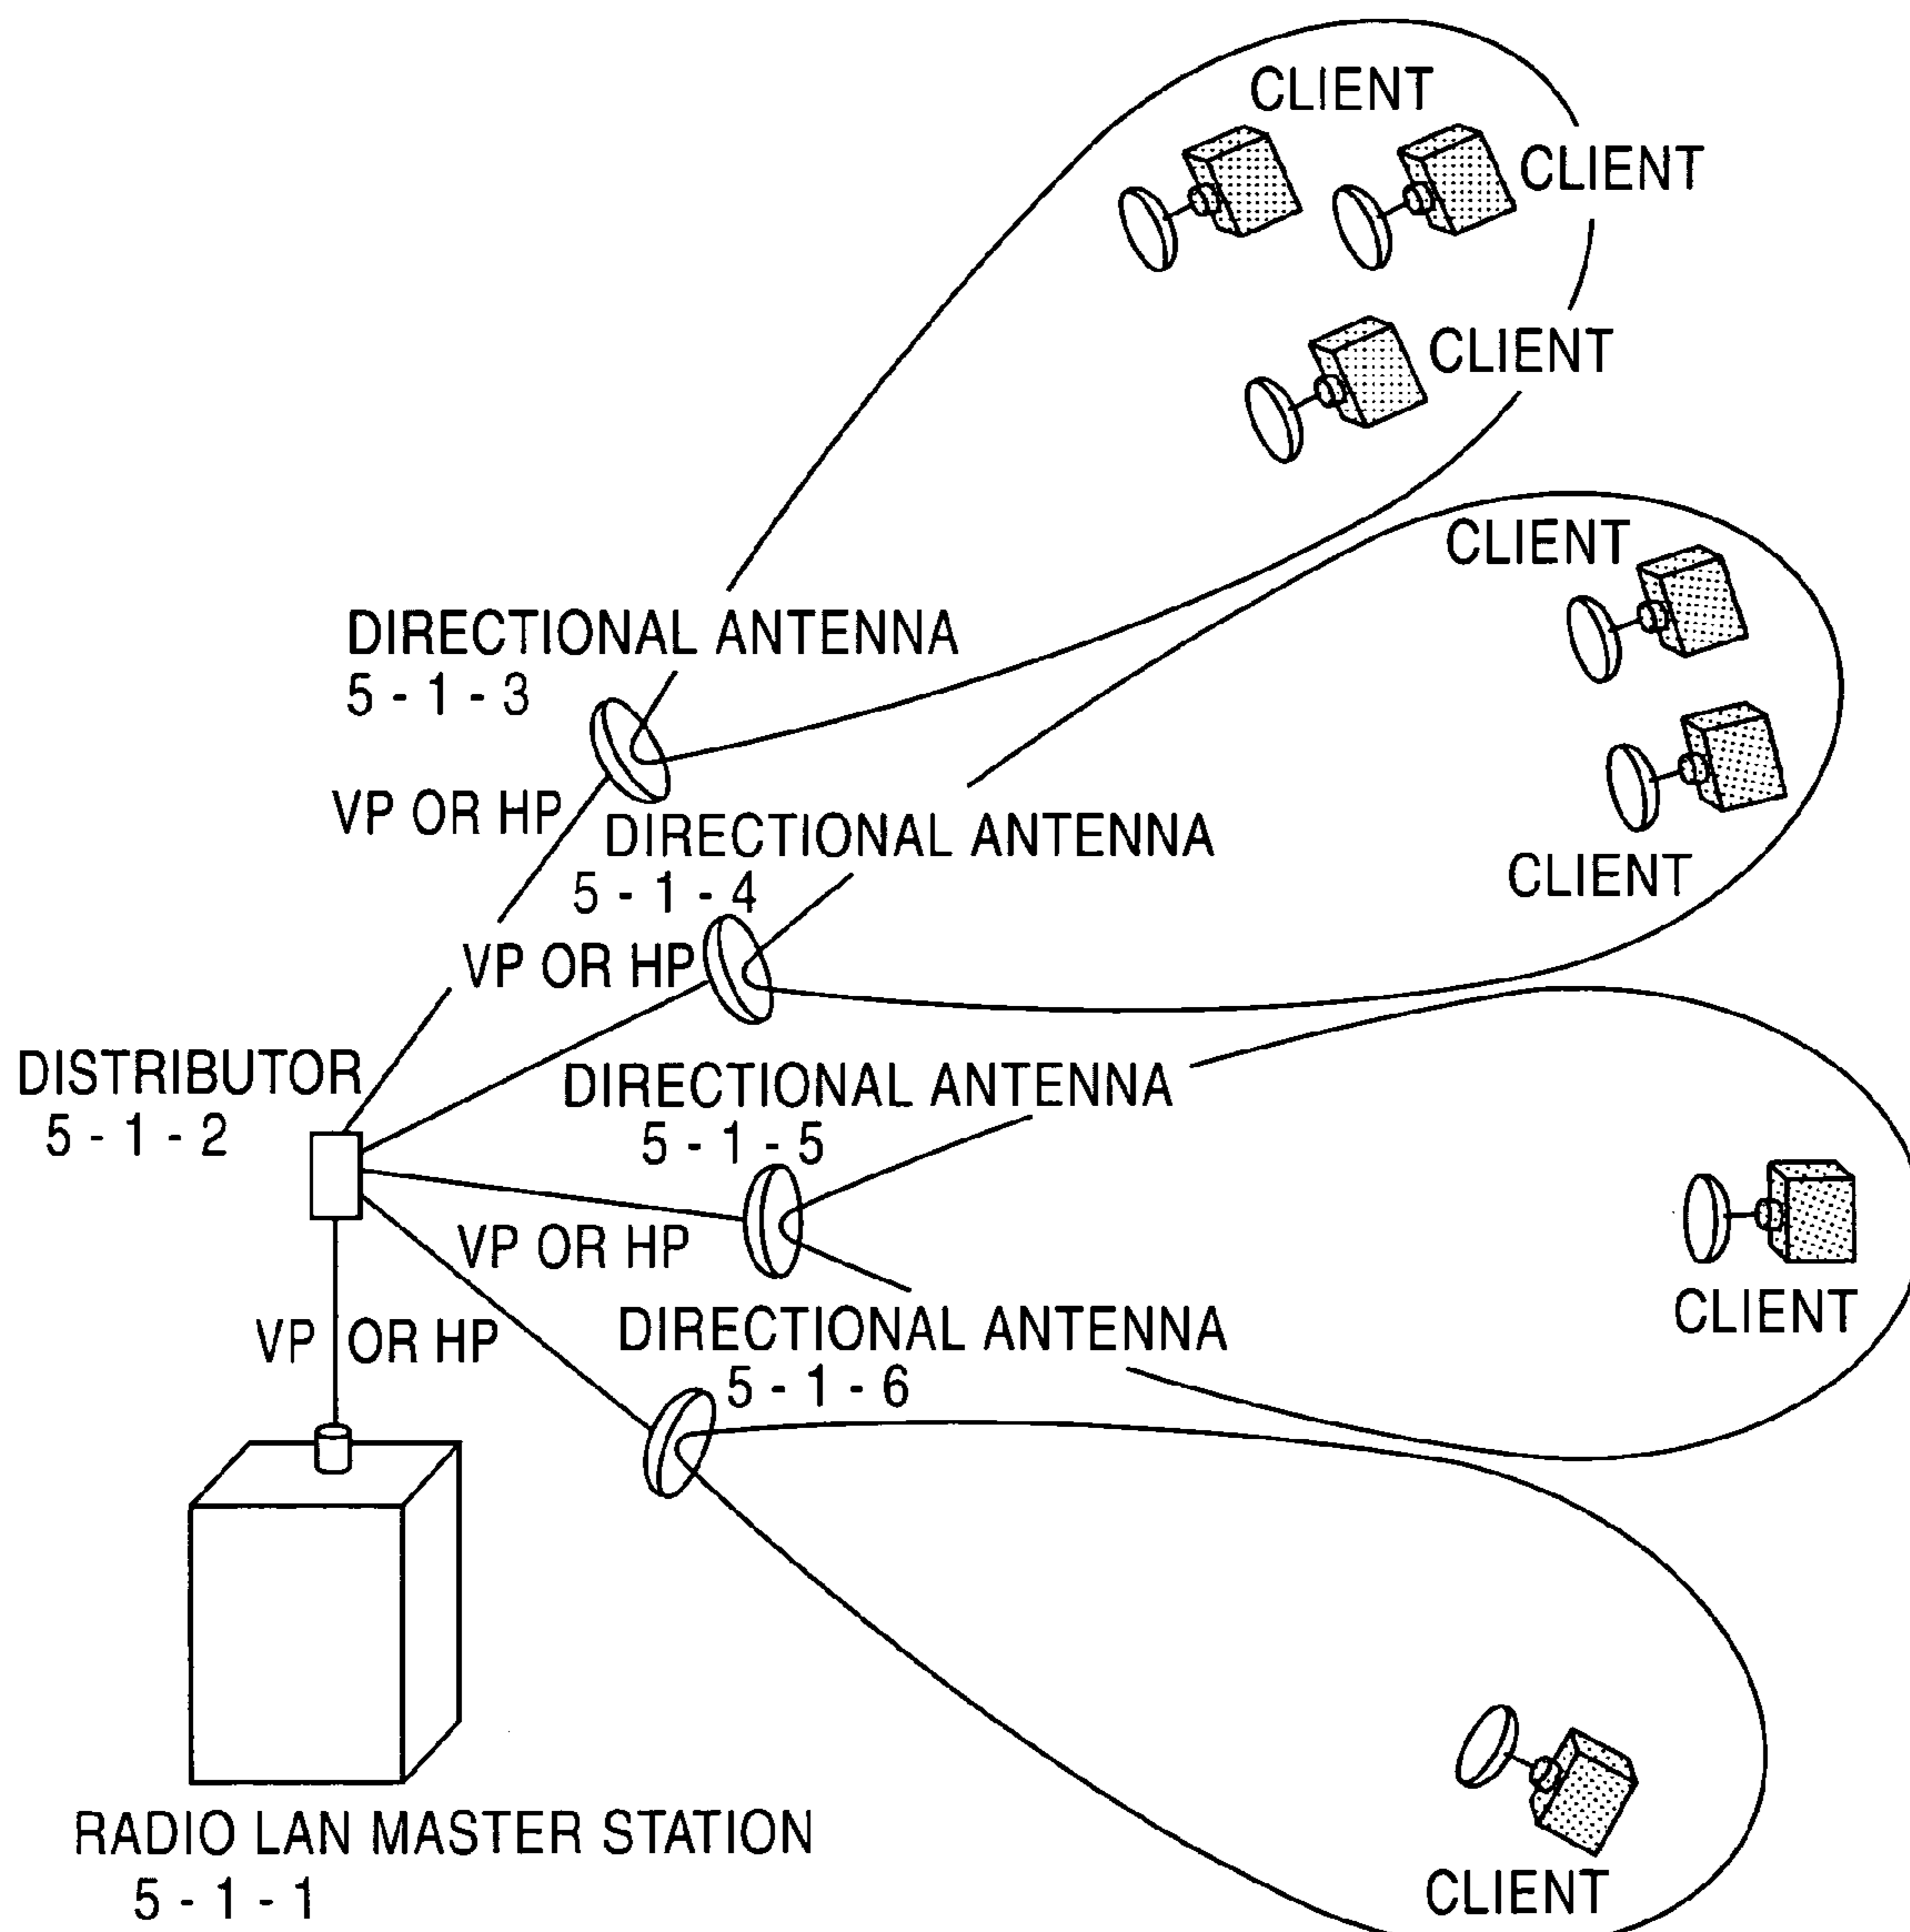 CLIENT
CLIENT
CLIENT
CLIENT
DIRECTIONAL ANTENNA
5 - 1 - 3
VP OR HP
DIRECTIONAL ANTENNA
5 - 1 - 4
CLIENT
VP OR HP
DISTRIBUTOR
5 - 1 - 2
DIRECTIONAL ANTENNA
5 - 1 - 5
VP OR HP
CLIENT
VP OR HP
DIRECTIONAL ANTENNA
5 - 1 - 6
RADIO LAN MASTER STATION
5 - 1 - 1
CLIENT